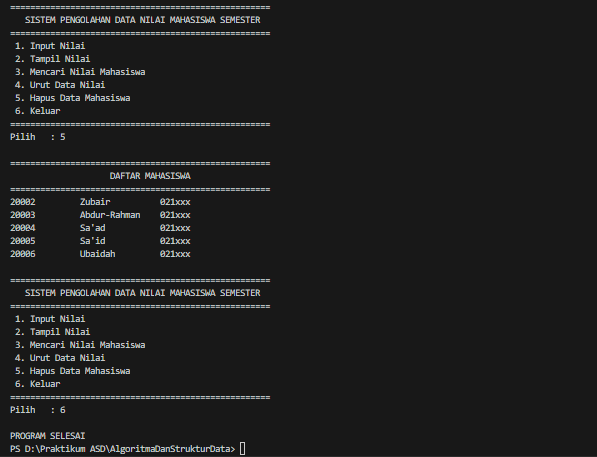 ====================================================
SISTEM PENGOLAHAN DATA NILAI MAHASISWA SEMESTER
====================================================
1. Input Nilai
2. Tampil Nilai
3. Mencari Nilai Mahasiswa
4. Urut Data Nilai
5. Hapus Data Mahasiswa
6. Keluar
====================================================
Pilih   : 5
====================================================
DAFTAR MAHASISWA
====================================================
20002         Zubair          021xxx
20003         Abdur-Rahman    021xxx
20004         Sa'ad           021xxx
20005         Sa'id           021xxx
20006         Ubaidah         021xxx
====================================================
SISTEM PENGOLAHAN DATA NILAI MAHASISWA SEMESTER
====================================================
1. Input Nilai
2. Tampil Nilai
3. Mencari Nilai Mahasiswa
4. Urut Data Nilai
5. Hapus Data Mahasiswa
6. Keluar
====================================================
Pilih   : 6
PROGRAM SELESAI
PS D:\Praktikum ASD\AlgoritmaDanStrukturData>